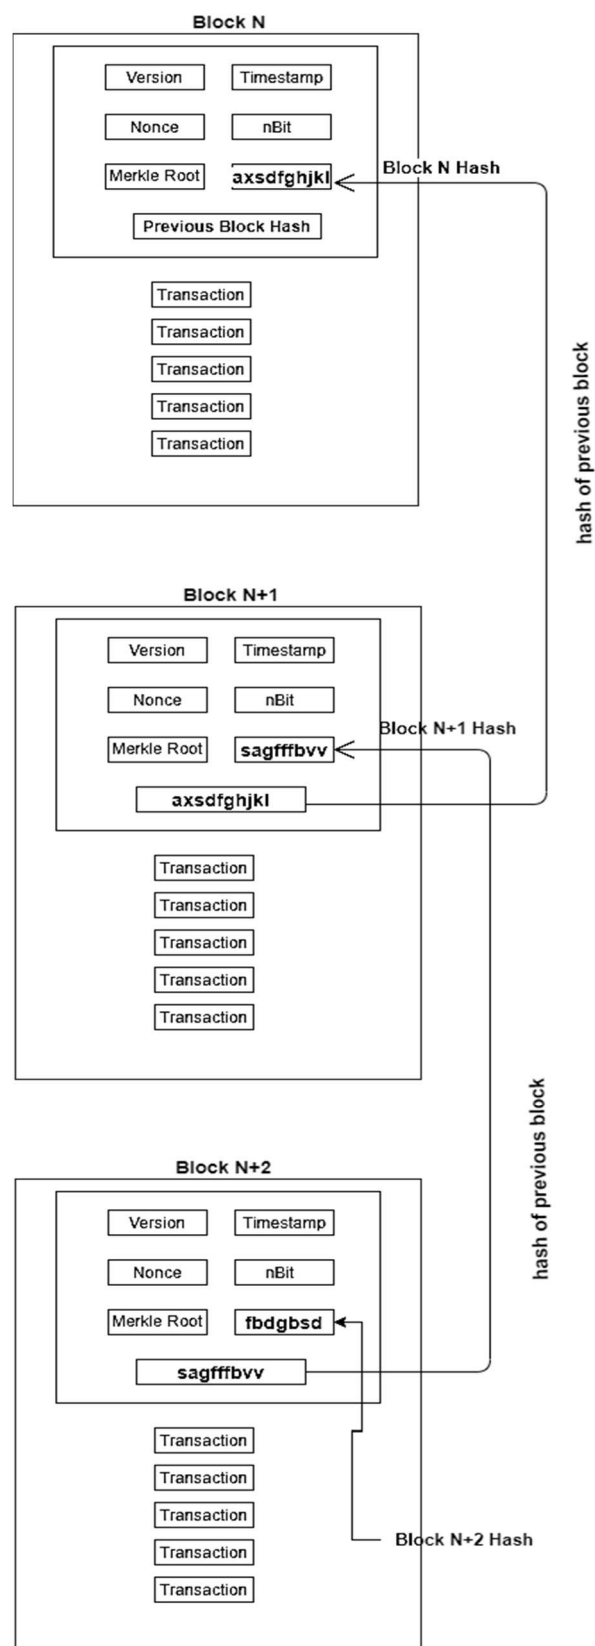 Block N
Version
Timestamp
Nonce
nBit
Merkle Root
axsdfghjkl
Block N Hash
Previous Block Hash
Transaction
Transaction
Transaction
Transaction
Transaction
hash of previous block
Block N+1
Version
Timestamp
Nonce
nBit
Block N+1 Hash
Merkle Root
sagfffbvv
axsdfghjkl
Transaction
Transaction
Transaction
Transaction
Transaction
hash of previous block
Block N+2
Version
Timestamp
Nonce
nBit
Merkle Root
fbdgbsd
sagfffbvv
Transaction
Transaction
Transaction
Block N+2 Hash
Transaction
Transaction